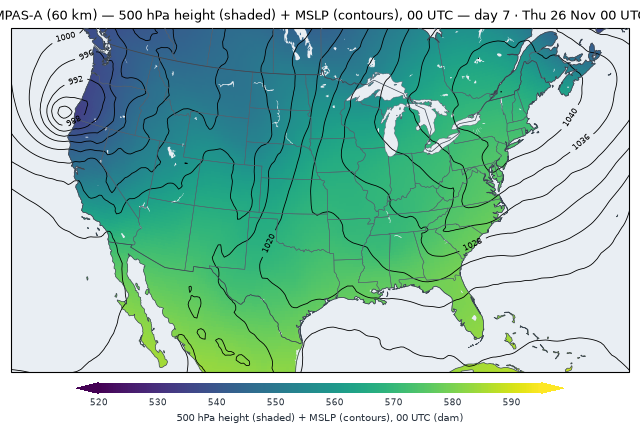 MPAS-A (60 km) — 500 hPa height (shaded) + MSLP (contours), 00 UTC — day 7 · Thu 26 Nov 00 UTC
1000
996
992
988
1040
1036
1028
1020
520 530 540 550 560 570 580 590
500 hPa height (shaded) + MSLP (contours), 00 UTC (dam)